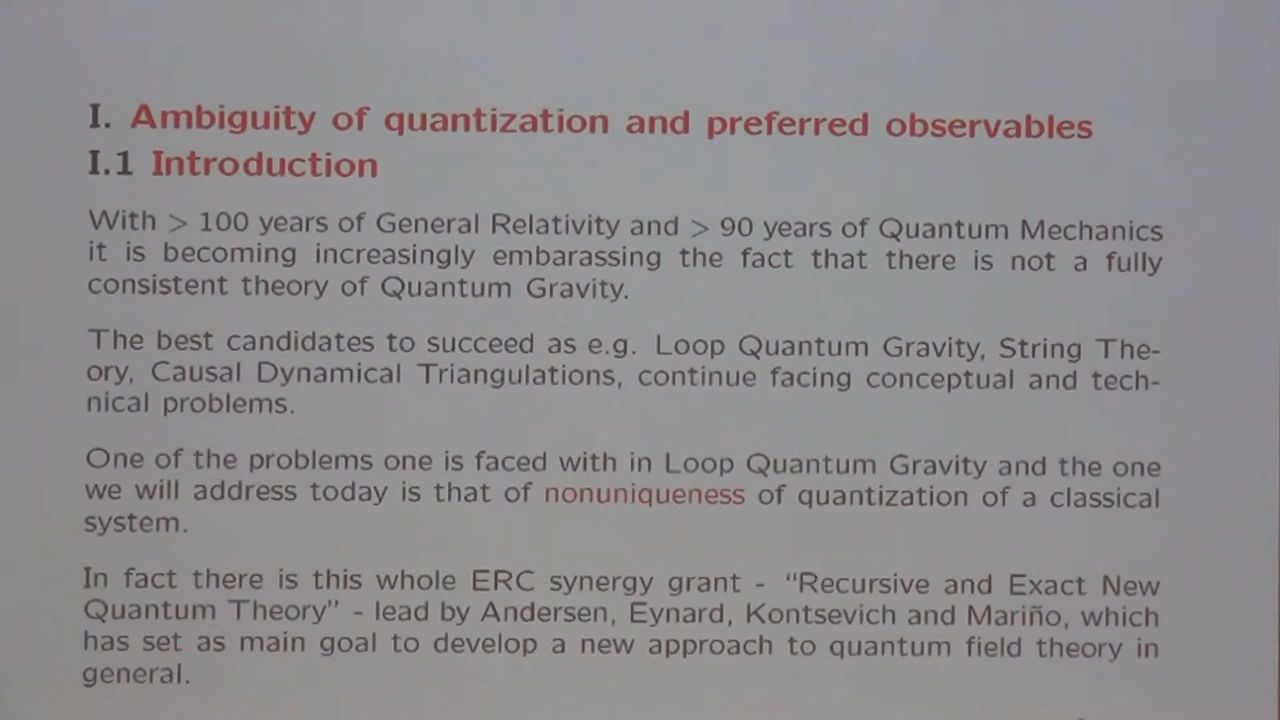 I. Ambiguity of quantization and preferred observables
I.1 Introduction
With > 100 years of General Relativity and > 90 years of Quantum Mechanics
it is becoming increasingly embarassing the fact that there is not a fully
consistent theory of Quantum Gravity.
The best candidates to succeed as e.g. Loop Quantum Gravity, String The-
ory, Causal Dynamical Triangulations, continue facing conceptual and tech-
nical problems.
One of the problems one is faced with in Loop Quantum Gravity and the one
we will address today is that of nonuniqueness of quantization of a classical
system.
In fact there is this whole ERC synergy grant - “Recursive and Exact New
Quantum Theory” - lead by Andersen, Eynard, Kontsevich and Mariño, which
has set as main goal to develop a new approach to quantum field theory in
general.